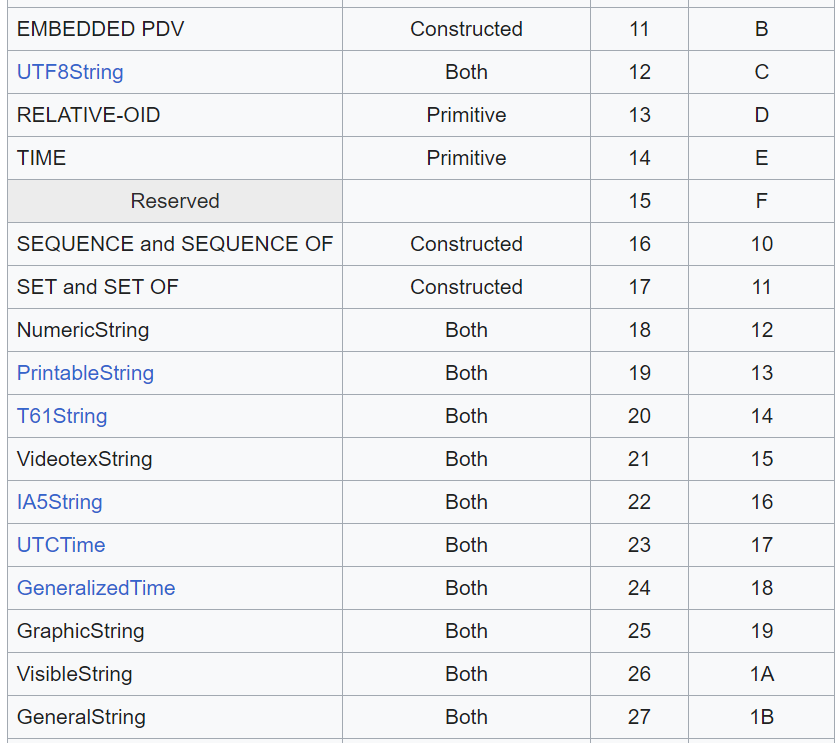 EMBEDDED PDV Constructed 11 B
UTF8String Both 12 C
RELATIVE-OID Primitive 13 D
TIME Primitive 14 E
Reserved 15 F
SEQUENCE and SEQUENCE OF Constructed 16 10
SET and SET OF Constructed 17 11
NumericString Both 18 12
PrintableString Both 19 13
T61String Both 20 14
VideotexString Both 21 15
IA5String Both 22 16
UTCTime Both 23 17
GeneralizedTime Both 24 18
GraphicString Both 25 19
VisibleString Both 26 1A
GeneralString Both 27 1B